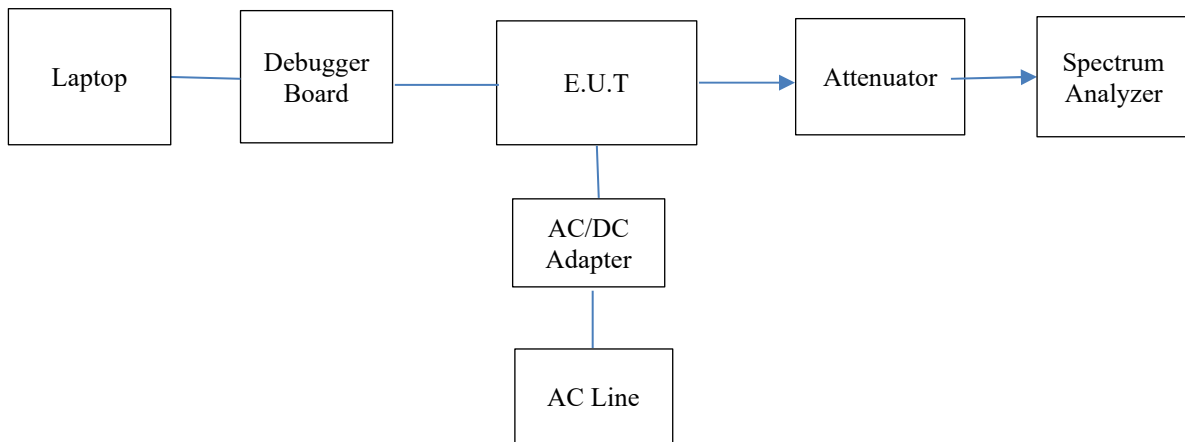 Laptop
Debugger
Board
E.U.T
Attenuator
Spectrum
Analyzer
AC/DC
Adapter
AC Line